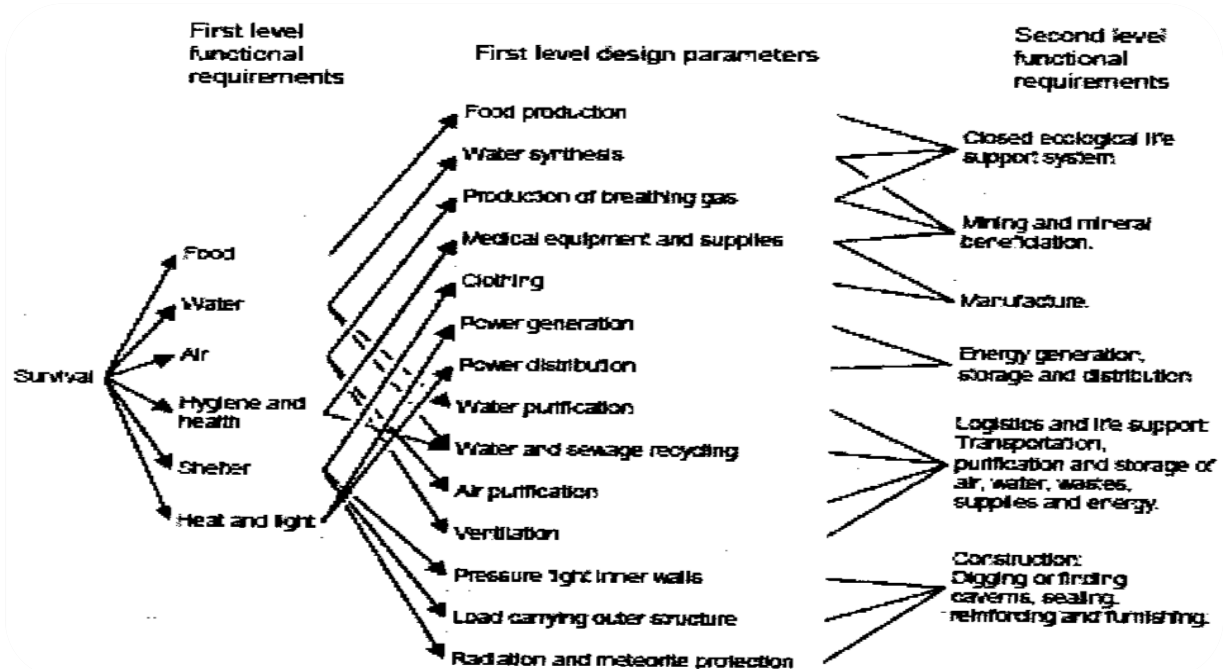 First level
functional
requirements
First level design parameters
Second level
functional
requirements
Survival
Food
Water
Air
Hygiene and
health
Shelter
Heat and light
Food production
Water synthesis
Production of breathing gas
Medical equipment and supplies
Clothing
Power generation
Power distribution
Water purification
Water and sewage recycling
Air purification
Ventilation
Pressure tight inner walls
Load carrying outer structure
Radiation and meteorite protection
Closed ecological life
support system
Mining and mineral
beneficiation.
Manufacture.
Energy generation,
storage and distribution
Logistics and life support:
Transportation,
purification and storage of
air, water, wastes,
supplies and energy.
Construction:
Digging or finding
caverns, sealing,
reinforcing and furnishing.